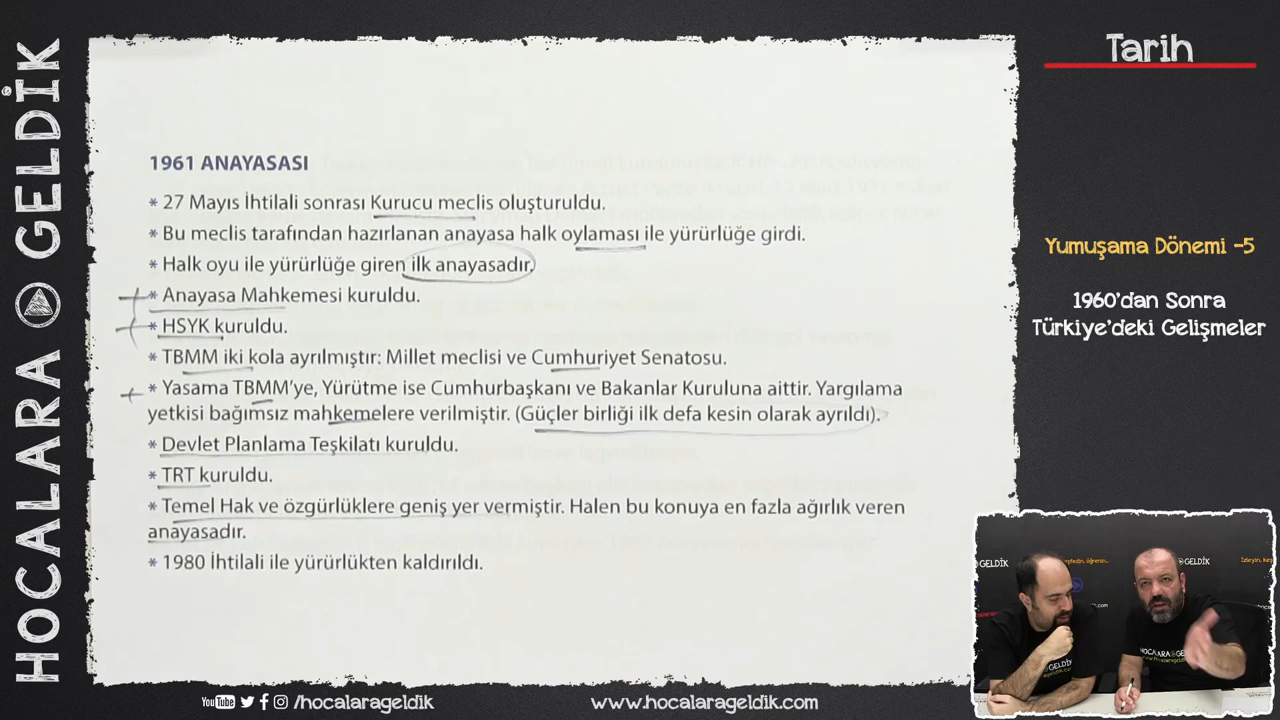 HOCALARA GELDİK
Tarih
Yumuşama Dönemi -5
1960'dan Sonra
Türkiye'deki Gelişmeler
1961 ANAYASASI
* 27 Mayıs İhtilali sonrası Kurucu meclis oluşturuldu.
* Bu meclis tarafından hazırlanan anayasa halk oylaması ile yürürlüğe girdi.
* Halk oyu ile yürürlüğe giren ilk anayasadır.
* Anayasa Mahkemesi kuruldu.
* HSYK kuruldu.
* TBMM iki kola ayrılmıştır: Millet meclisi ve Cumhuriyet Senatosu.
* Yasama TBMM'ye, Yürütme ise Cumhurbaşkanı ve Bakanlar Kuruluna aittir. Yargılama
yetkisi bağımsız mahkemelere verilmiştir. (Güçler birliği ilk defa kesin olarak ayrıldı).
* Devlet Planlama Teşkilatı kuruldu.
* TRT kuruldu.
* Temel Hak ve özgürlüklere geniş yer vermiştir. Halen bu konuya en fazla ağırlık veren
anayasadır.
* 1980 İhtilali ile yürürlükten kaldırıldı.
GELDİK
GELDİK
HOCALARA GELDİK
YouTube /hocalarageldik
www.hocalarageldik.com